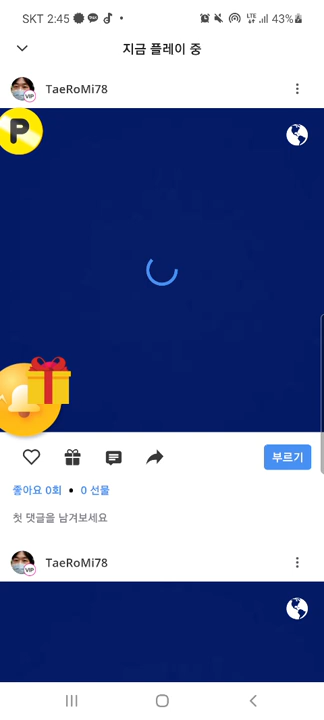 SKT 2:45
LTE 43%
지금 플레이 중
TaeRoMi78
VIP
P
부르기
좋아요 0회 • 0 선물
첫 댓글을 남겨보세요
TaeRoMi78
VIP